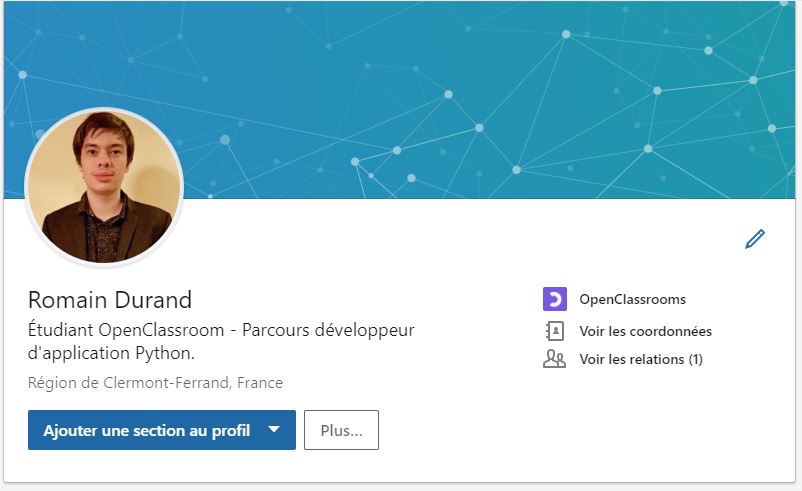 Romain Durand
Étudiant OpenClassroom - Parcours développeur
d'application Python.
Région de Clermont-Ferrand, France
Ajouter une section au profil
Plus...
OpenClassrooms
Voir les coordonnées
Voir les relations (1)